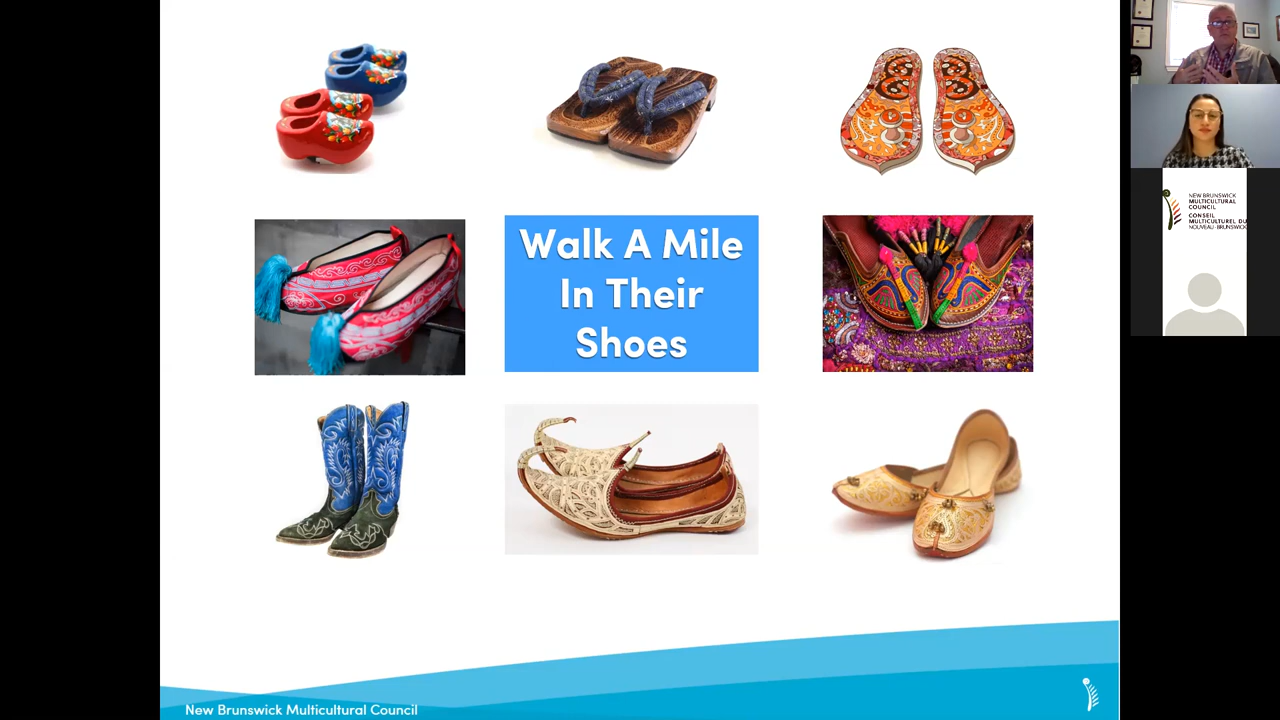 Walk A Mile
In Their
Shoes
NEW BRUNSWICK
MULTICULTURAL
COUNCIL
CONSEIL
MULTICULTUREL DU
NOUVEAU-BRUNSWICK
New Brunswick Multicultural Council